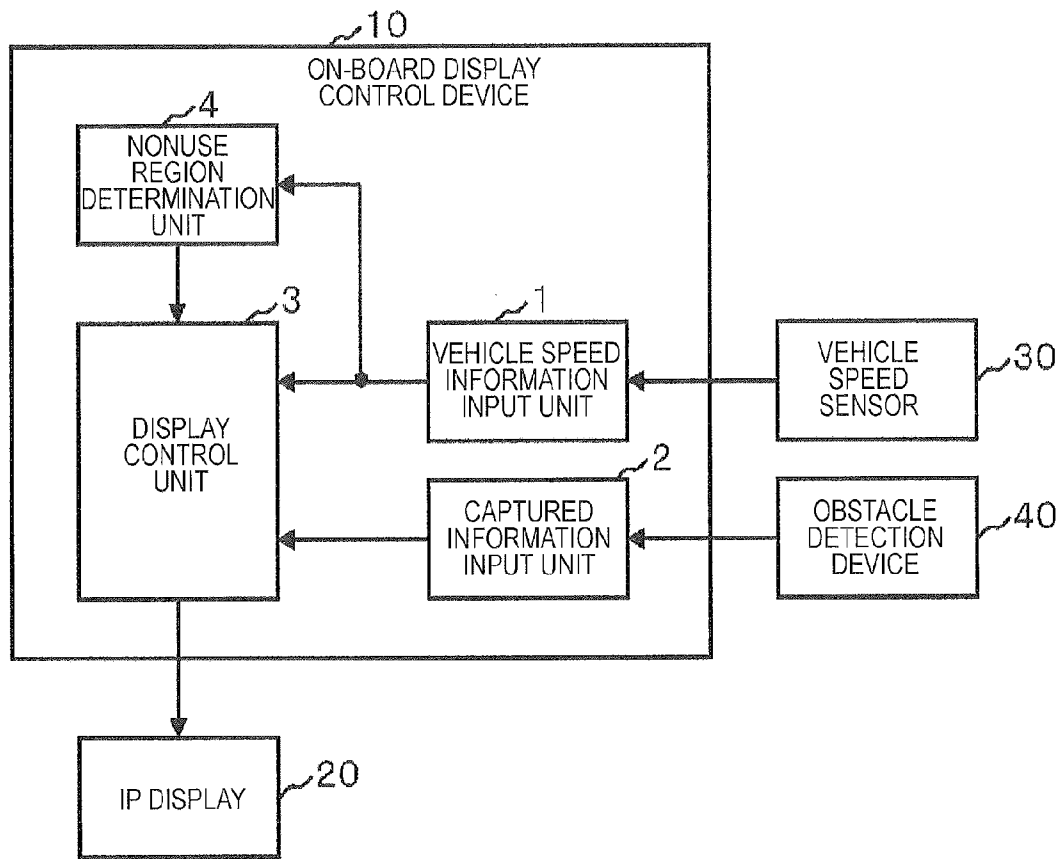 10
ON-BOARD DISPLAY
CONTROL DEVICE
4
NONUSE
REGION
DETERMINATION
UNIT
3
DISPLAY
CONTROL
UNIT
1
VEHICLE SPEED
INFORMATION
INPUT UNIT
VEHICLE
SPEED
SENSOR
30
2
CAPTURED
INFORMATION
INPUT UNIT
OBSTACLE
DETECTION
DEVICE
40
IP DISPLAY
20